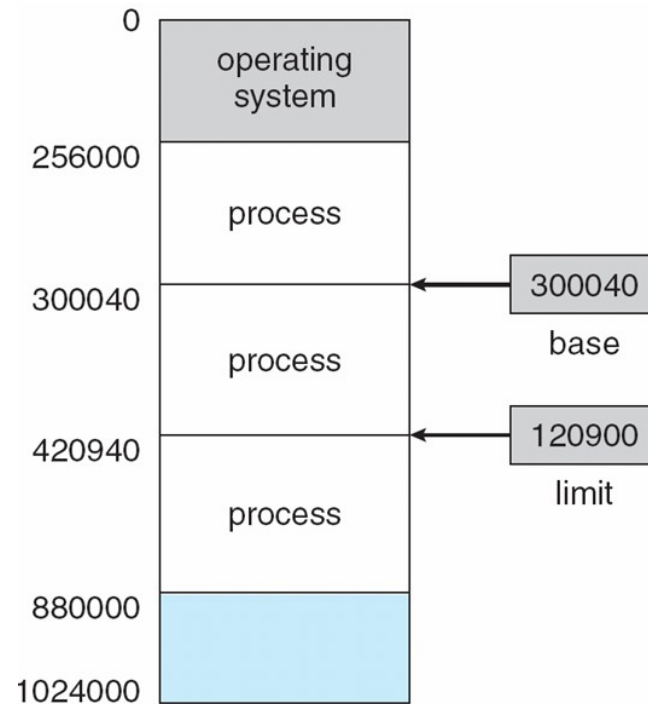 0
operating
system
256000
process
300040
300040
base
process
420940
120900
limit
process
880000
1024000